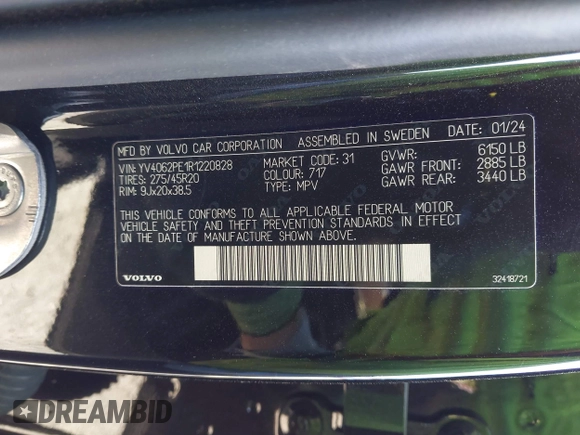 MFD BY VOLVO CAR CORPORATION ASSEMBLED IN SWEDEN DATE: 01/24
VIN: YV4062PE1R1220828 MARKET CODE: 31 GVWR: 6150 LB
TIRES: 275/45R20 COLOUR: 717 GAWR FRONT: 2885 LB
RIM: 9Jx20x38.5 TYPE: MPV GAWR REAR: 3440 LB
THIS VEHICLE CONFORMS TO ALL APPLICABLE FEDERAL MOTOR
VEHICLE SAFETY AND THEFT PREVENTION STANDARDS IN EFFECT
ON DATE OF MANUFACTURE SHOWN ABOVE.
VOLVO 32418721
DREAMBID